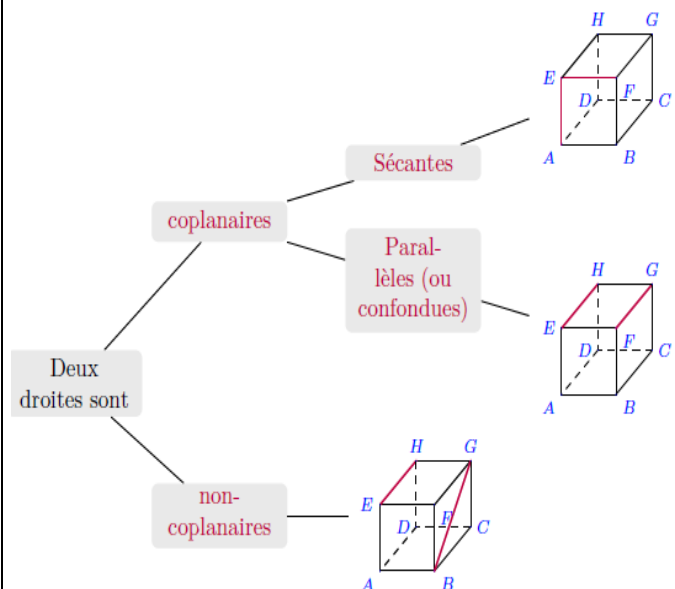 H G
E
D F C
A B
Sécantes
coplanaires
Paral-
lèles (ou
confondues)
H G
E
D F C
A B
Deux
droites sont
H G
E
D F C
A B
non-
coplanaires